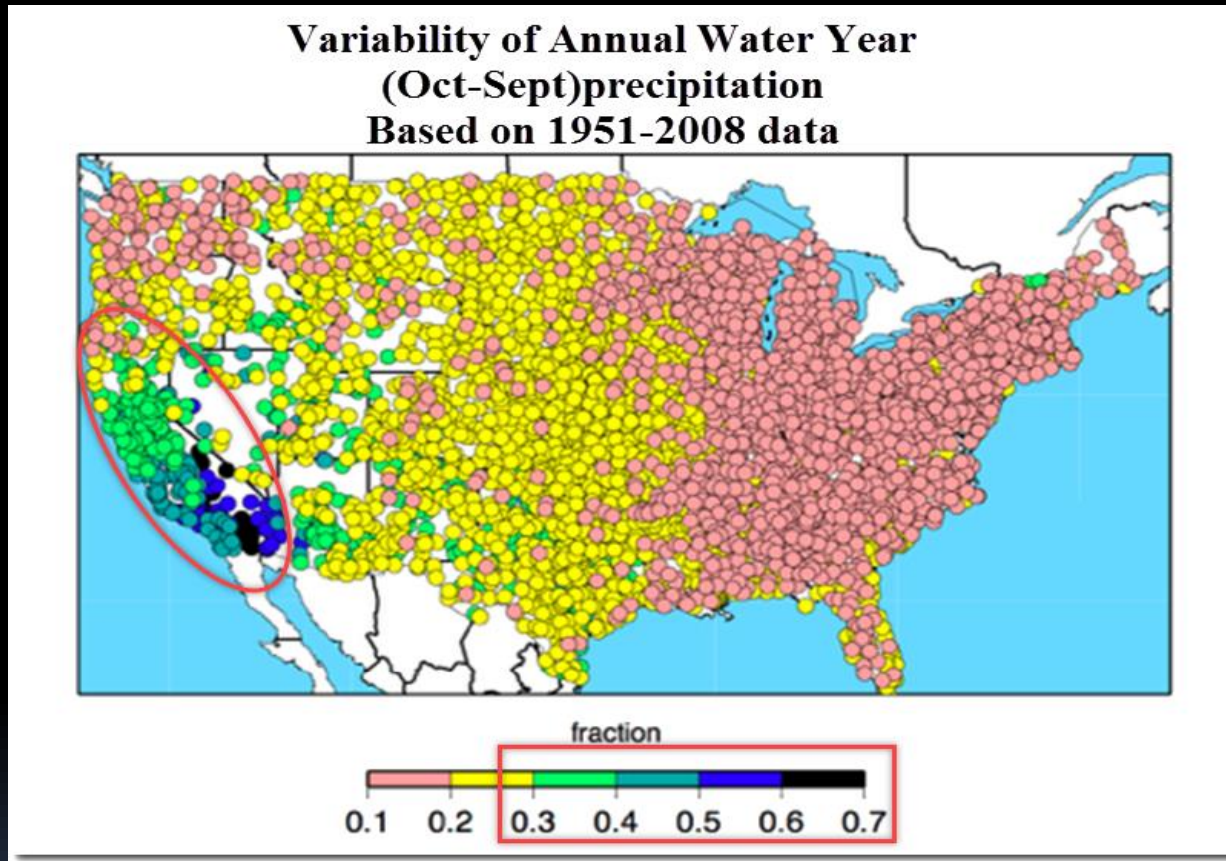 Variability of Annual Water Year
(Oct-Sept)precipitation
Based on 1951-2008 data
fraction
0.1 0.2 0.3 0.4 0.5 0.6 0.7